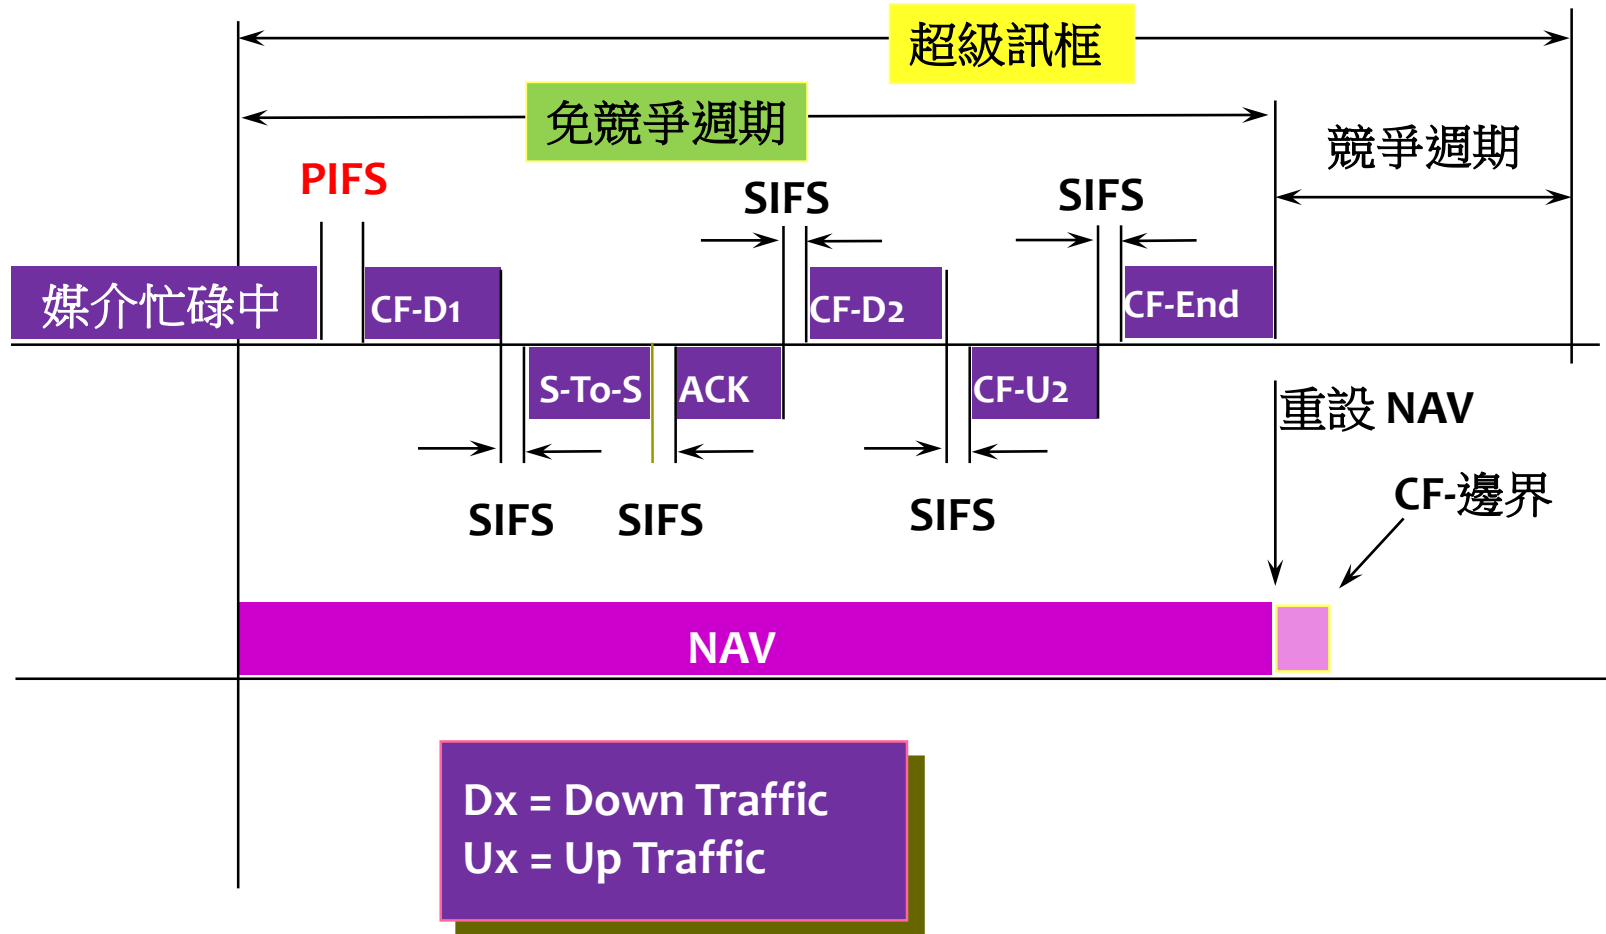 超級訊框
免競爭週期
競爭週期
PIFS
SIFS
SIFS
媒介忙碌中
CF-D1
CF-D2
CF-End
S-To-S
ACK
CF-U2
重設 NAV
CF-邊界
SIFS
SIFS
SIFS
NAV
Dx = Down Traffic
Ux = Up Traffic